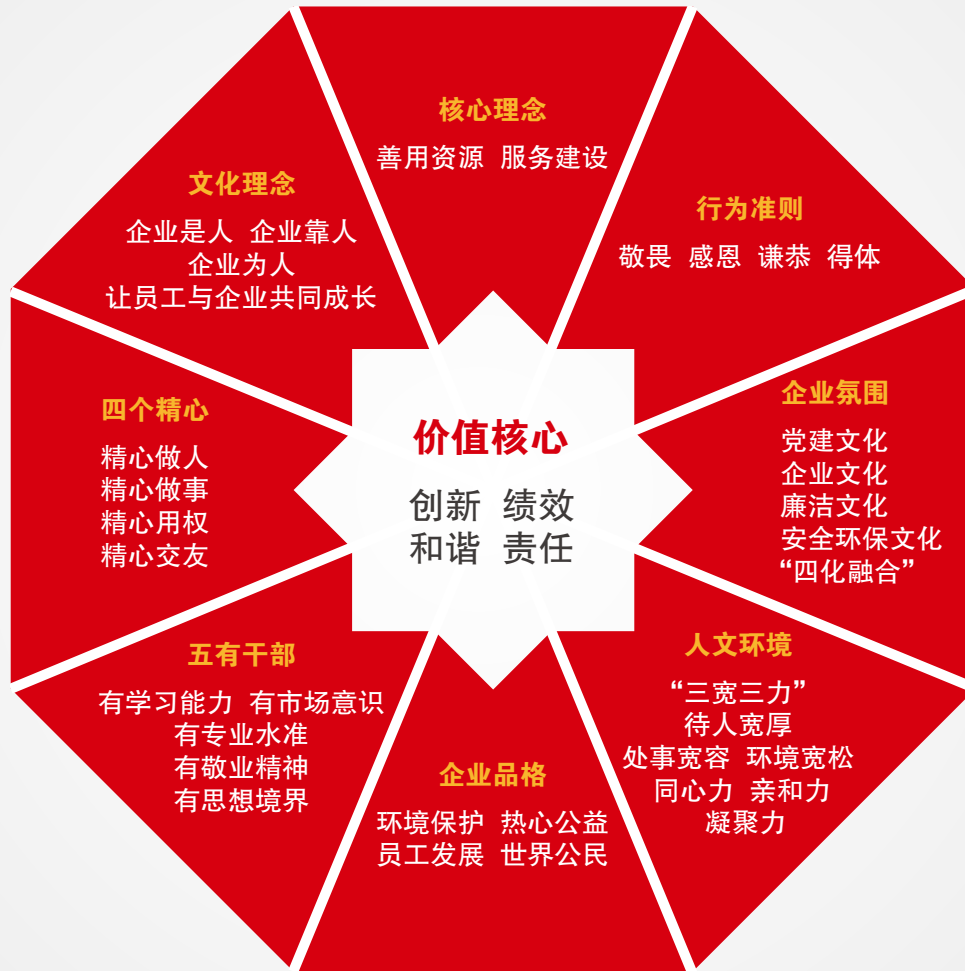 核心理念
善用资源 服务建设
行为准则
敬畏 感恩 谦恭 得体
企业氛围
党建文化
企业文化
廉洁文化
安全环保文化
“四化融合”
人文环境
“三宽三力”
待人宽厚
处事宽容 环境宽松
同心力 亲和力
凝聚力
企业品格
环境保护 热心公益
员工发展 世界公民
五有干部
有学习能力 有市场意识
有专业水准
有敬业精神
有思想境界
四个精心
精心做人
精心做事
精心用权
精心交友
文化理念
企业是人 企业靠人
企业为人
让员工与企业共同成长
价值核心
创新 绩效
和谐 责任